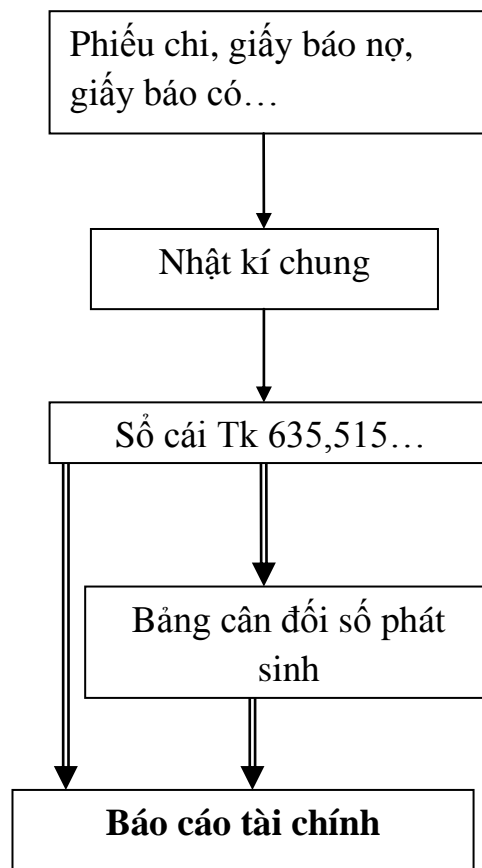 Phiếu chi, giấy báo nợ,
giấy báo có…
Nhật kí chung
Sổ cái Tk 635,515…
Bảng cân đối số phát
sinh
Báo cáo tài chính